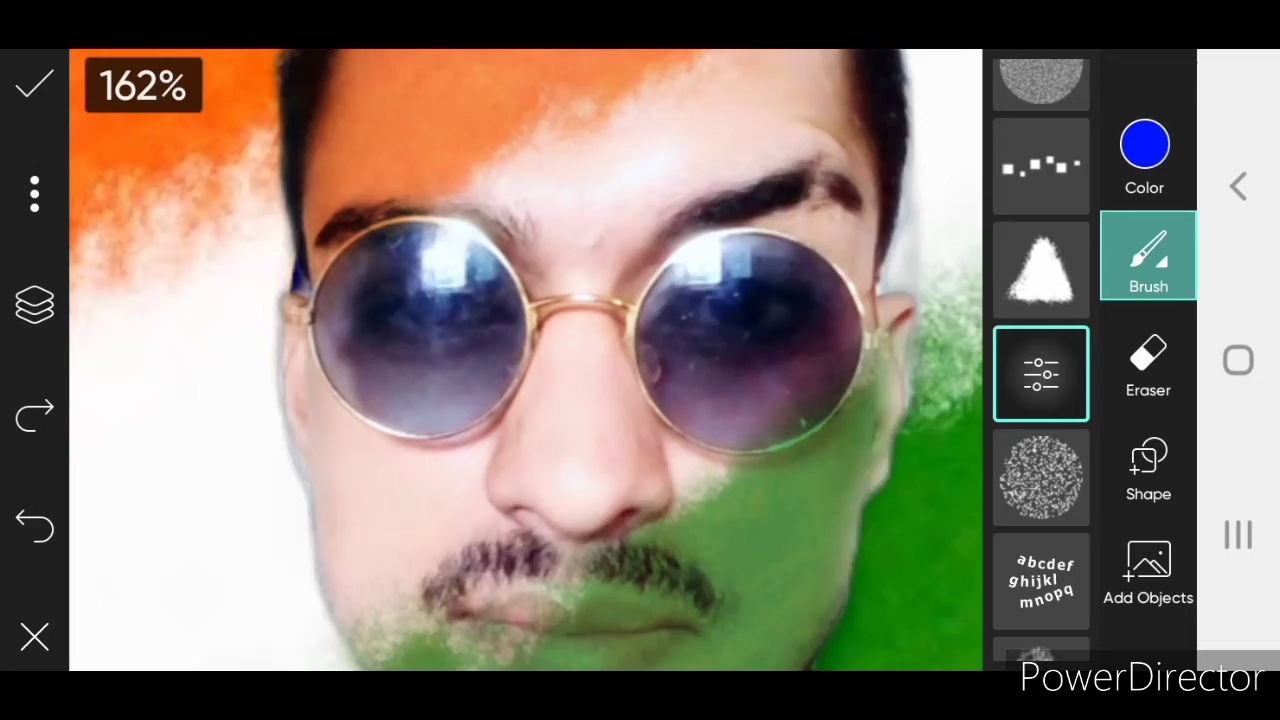 162%
Color
Brush
Eraser
Shape
abcdef
ghijkl
mnopq
Add Objects
PowerDirector